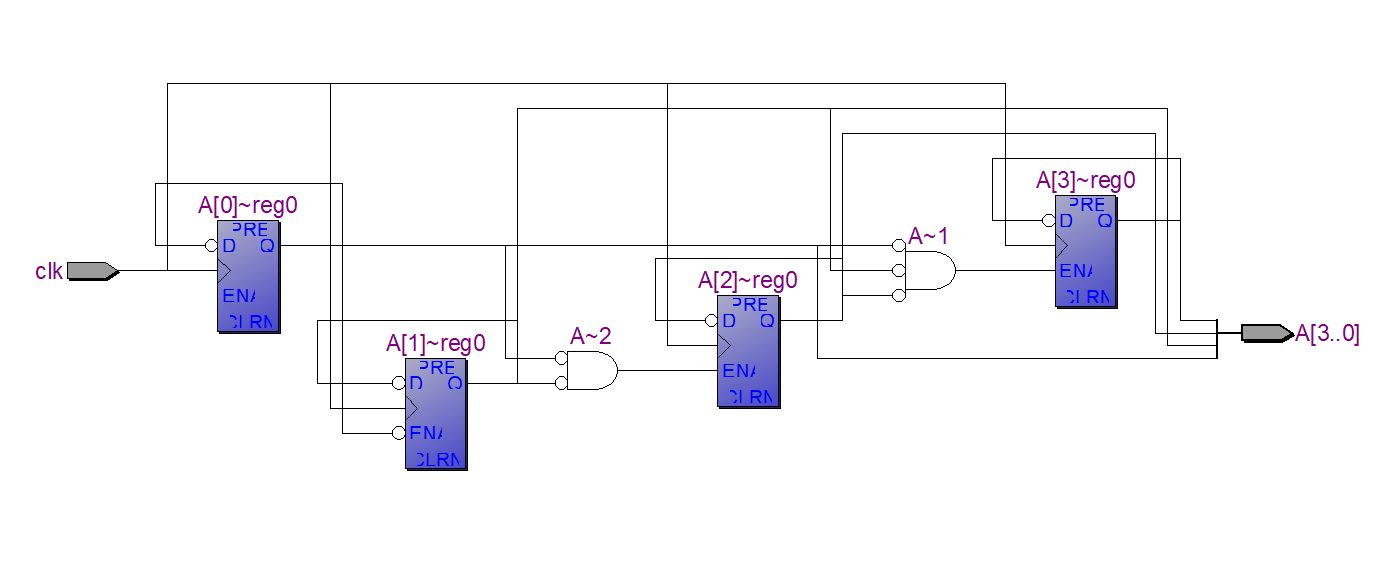 A[3]~reg0
PRE
D Q
ENA
CLRN
A[0]~reg0
PRE
D Q
ENA
CLRN
A~1
clk
A[2]~reg0
PRE
D Q
ENA
CLRN
A[3..0]
A~2
A[1]~reg0
PRE
D Q
ENA
CLRN